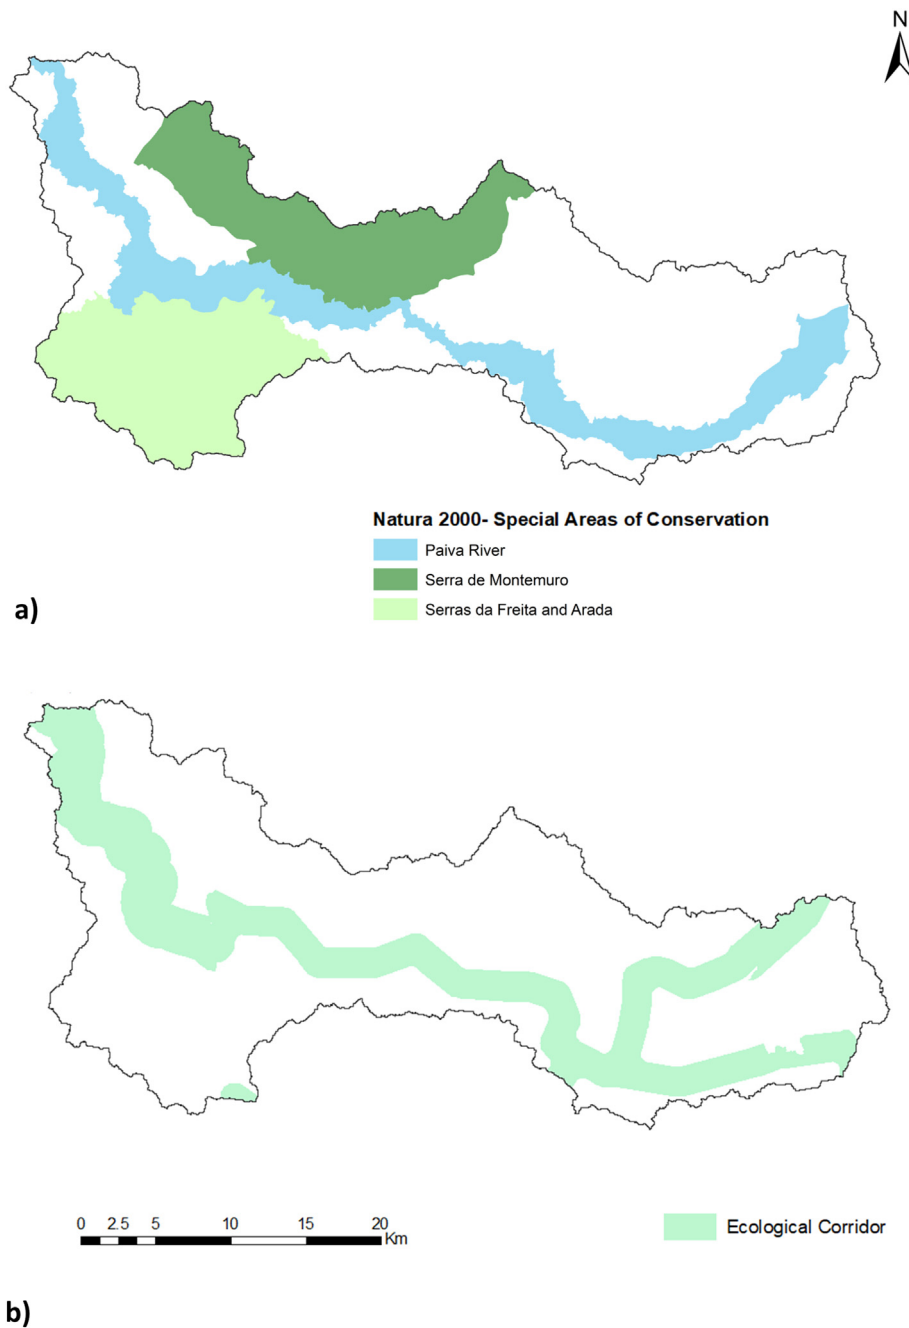 N
Natura 2000- Special Areas of Conservation
Paiva River
Serra de Montemuro
Serras da Freita and Arada
a)
0 2.5 5 10 15 20
Km
Ecological Corridor
b)